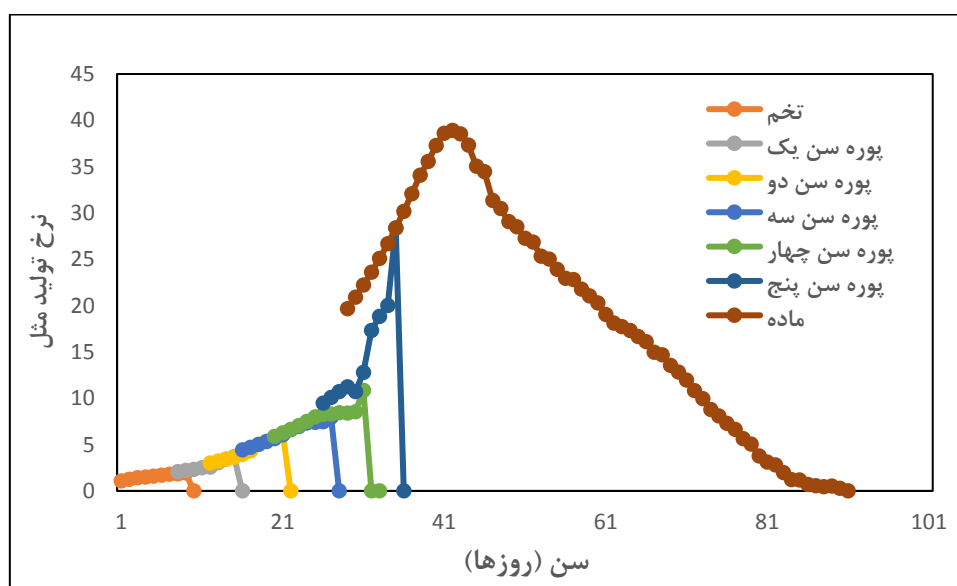 45
40
35
30
25
20
15
10
5
0
نرخ تولید مثل
تخم
پوره سن یک
پوره سن دو
پوره سن سه
پوره سن چهار
پوره سن پنج
ماده
1 21 41 61 81 101
سن (روزها)